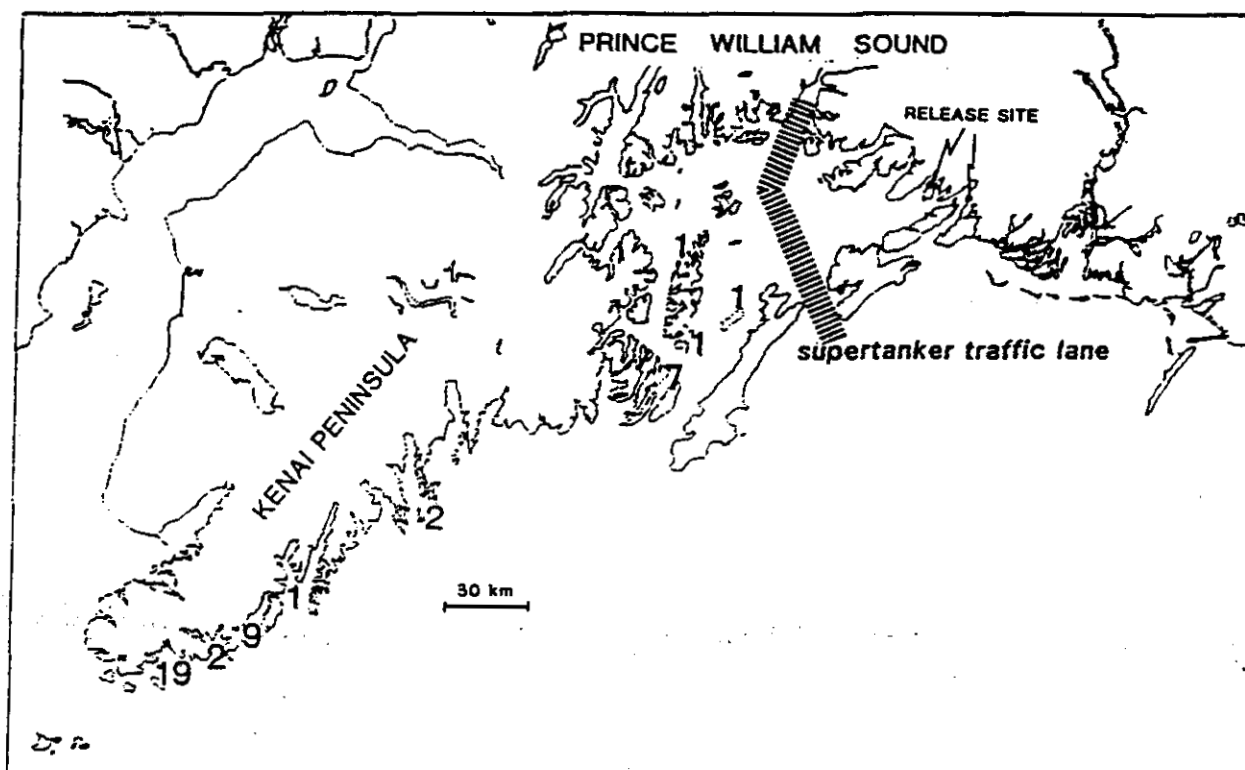 PRINCE WILLIAM SOUND
RELEASE SITE
1
1
supertanker traffic lane
7
KENAI PENINSULA
2
30 km
1
9
2
19